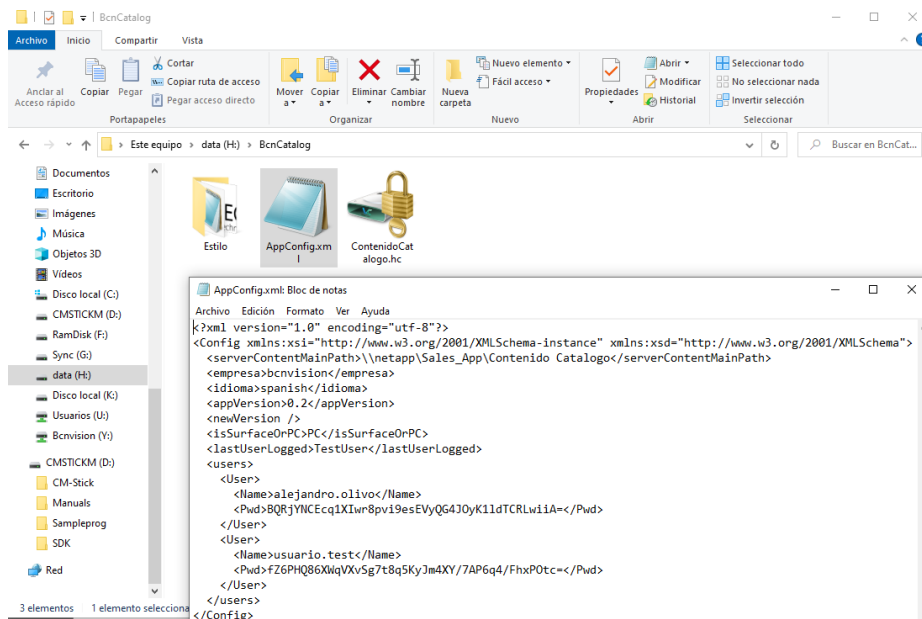 BcnCatalog
Archivo Inicio Compartir Vista
Anclar al Acceso rápido
Copiar
Pegar
Cortar
Copiar ruta de acceso
Pegar acceso directo
Portapapeles
Mover a
Copiar a
Eliminar
Cambiar nombre
Organizar
Nueva carpeta
Nuevo elemento
Fácil acceso
Nuevo
Propiedades
Abrir
Modificar
Historial
Abrir
Seleccionar todo
No seleccionar nada
Invertir selección
Seleccionar
Este equipo > data (H:) > BcnCatalog
Buscar en BcnCat...
Documentos
Escritorio
Imágenes
Música
Objetos 3D
Vídeos
Disco local (C:)
CMSTICKM (D:)
RamDisk (F:)
Sync (G:)
data (H:)
Disco local (K:)
Usuarios (U:)
Bcnvision (Y:)
CMSTICKM (D:)
CM-Stick
Manuals
Sampleprog
SDK
Red
3 elementos 1 elemento selecciona
Estilo
AppConfig.xm
l
ContenidoCat
alogo.hc
AppConfig.xml: Bloc de notas
Archivo Edición Formato Ver Ayuda
<?xml version="1.0" encoding="utf-8"?>
<Config xmlns:xsi="http://www.w3.org/2001/XMLSchema-instance" xmlns:xsd="http://www.w3.org/2001/XMLSchema">
<serverContentMainPath>\\netapp\Sales_App\Contenido Catalogo</serverContentMainPath>
<empresa>bcnvision</empresa>
<idioma>spanish</idioma>
<appVersion>0.2</appVersion>
<newVersion />
<isSurfaceOrPC>PC</isSurfaceOrPC>
<lastUserLogged>TestUser</lastUserLogged>
<users>
<User>
<Name>alejandro.olivo</Name>
<Pwd>BQRjYNCEcq1XIwr8pvi9esEVyQG4JOyK1ldTCRLwiiA=</Pwd>
</User>
<User>
<Name>usuario.test</Name>
<Pwd>fZ6PHQ86XWqVXvSg7t8q5KyJm4XY/7AP6q4/FhxPOtc=</Pwd>
</User>
</users>
</Config>